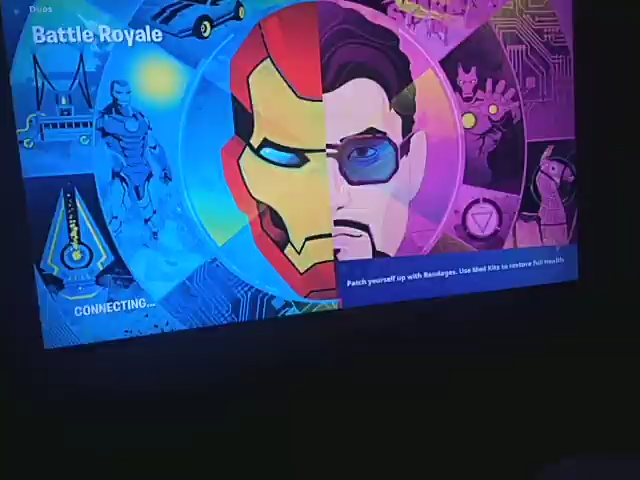 Duos
Battle Royale
CONNECTING...
Patch yourself up with Bandages. Use Med Kits to restore full health